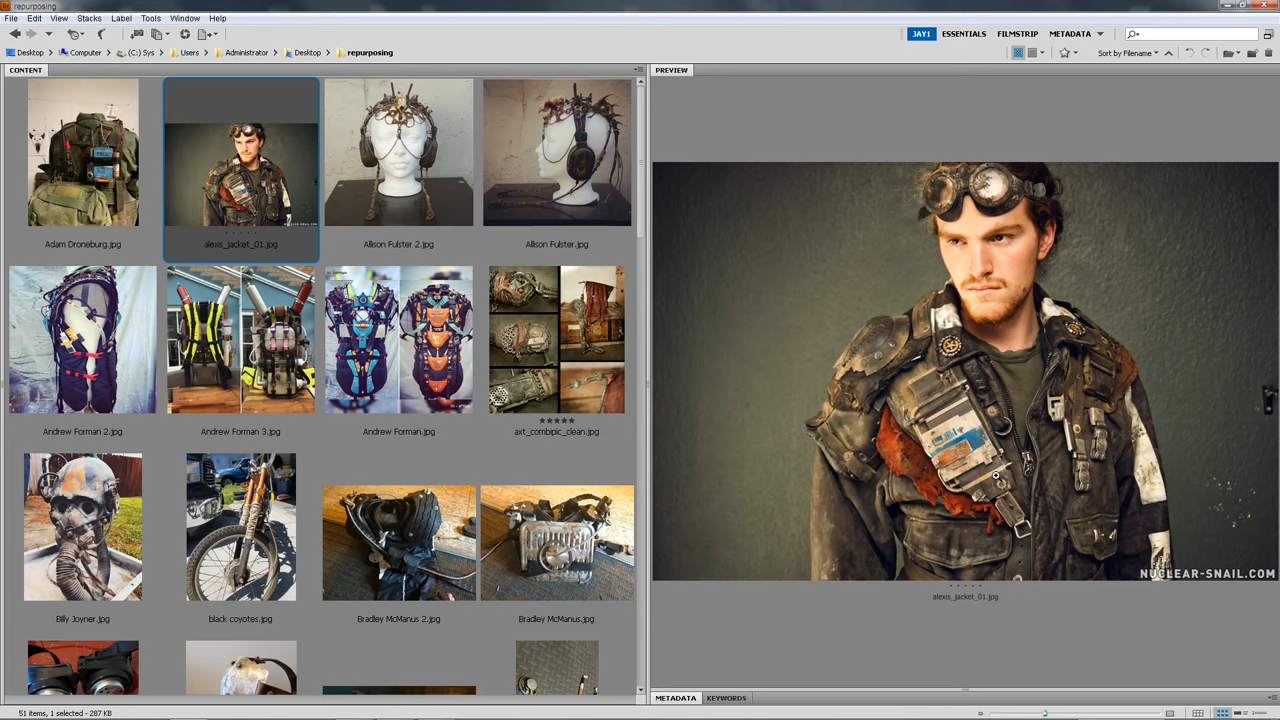 repurposing
File Edit View Stacks Label Tools Window Help
JAY1 ESSENTIALS FILMSTRIP METADATA
Desktop Computer (C:) Sys Users Administrator Desktop repurposing
Sort by Filename
CONTENT
PREVIEW
Adam Droneburg.jpg
alexis_jacket_01.jpg
Allison Fulster 2.jpg
Allison Fulster.jpg
Andrew Forman 2.jpg
Andrew Forman 3.jpg
Andrew Forman.jpg
axt_combipic_clean.jpg
Billy Joyner.jpg
black coyotes.jpg
Bradley McManus 2.jpg
Bradley McManus.jpg
NUCLEAR-SNAIL.COM
alexis_jacket_01.jpg
METADATA KEYWORDS
51 items, 1 selected - 287 KB